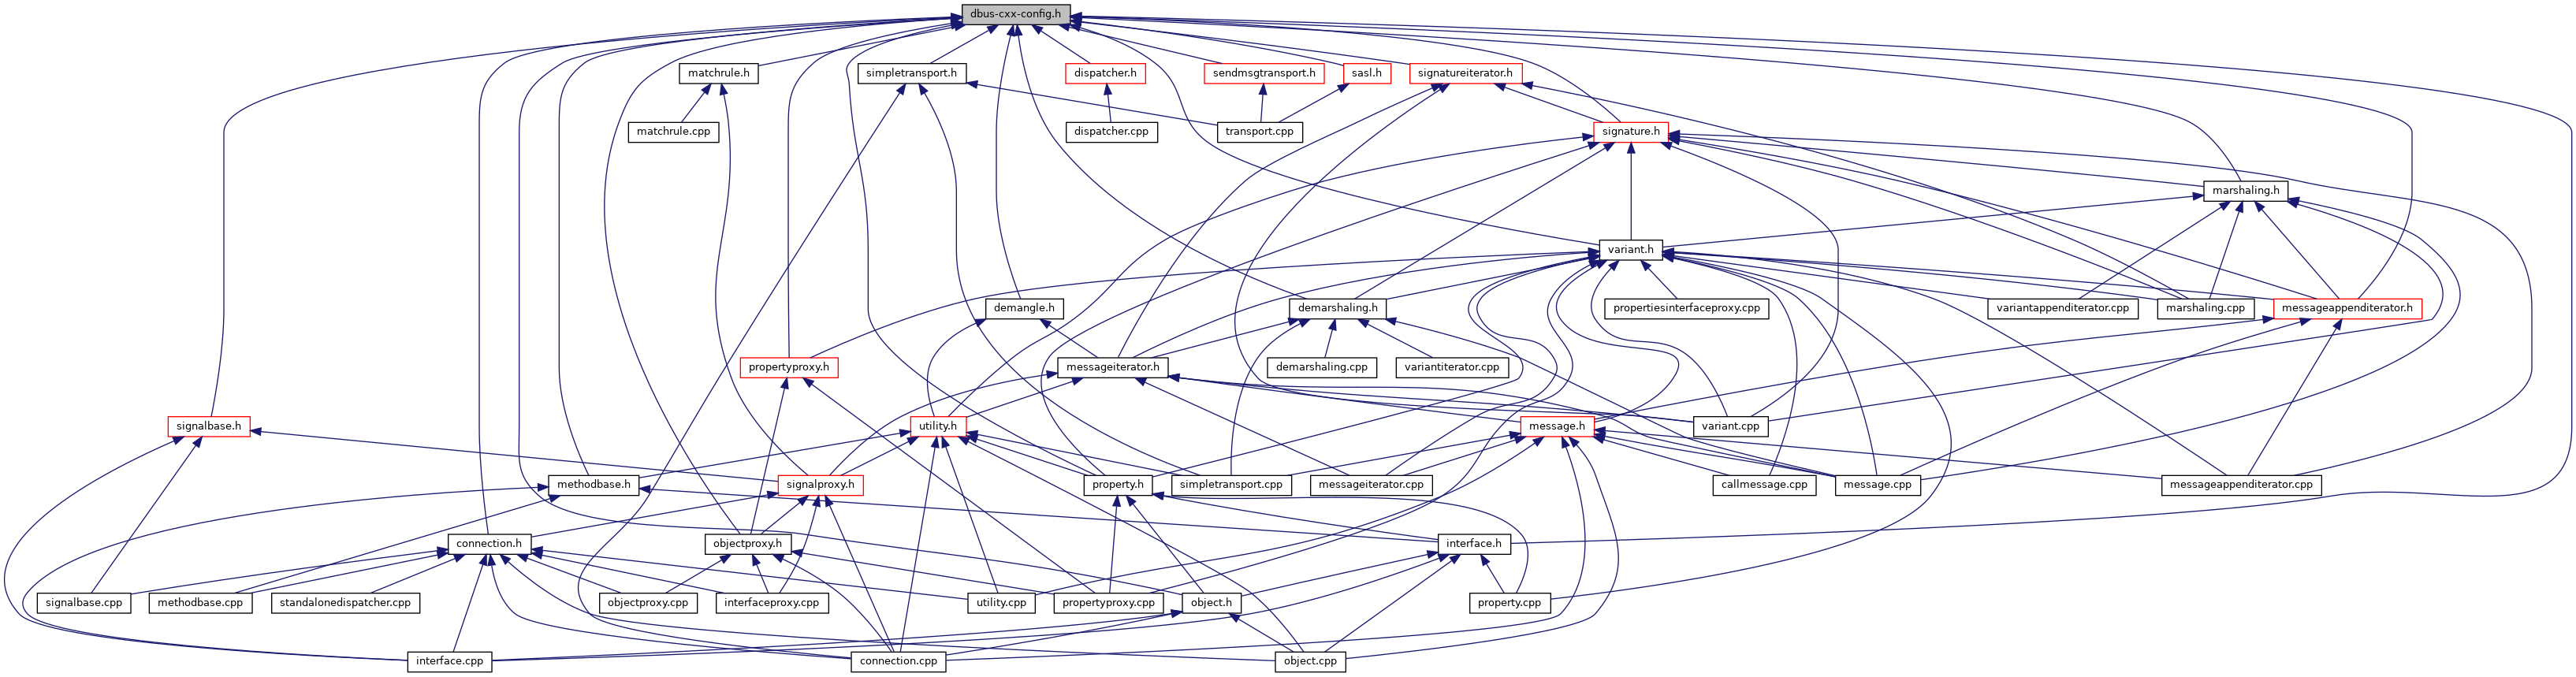 dbus-cxx-config.h
matchrule.h
simpletransport.h
dispatcher.h
sendmsgtransport.h
sasl.h
signatureiterator.h
matchrule.cpp
dispatcher.cpp
transport.cpp
signature.h
marshaling.h
variant.h
demangle.h
demarshaling.h
propertiesinterfaceproxy.cpp
variantappenditerator.cpp
marshaling.cpp
messageappenditerator.h
propertyproxy.h
messageiterator.h
demarshaling.cpp
variantiterator.cpp
signalbase.h
utility.h
message.h
variant.cpp
methodbase.h
signalproxy.h
property.h
simpletransport.cpp
messageiterator.cpp
callmessage.cpp
message.cpp
messageappenditerator.cpp
connection.h
objectproxy.h
interface.h
signalbase.cpp
methodbase.cpp
standalonedispatcher.cpp
objectproxy.cpp
interfaceproxy.cpp
utility.cpp
propertyproxy.cpp
object.h
property.cpp
interface.cpp
connection.cpp
object.cpp